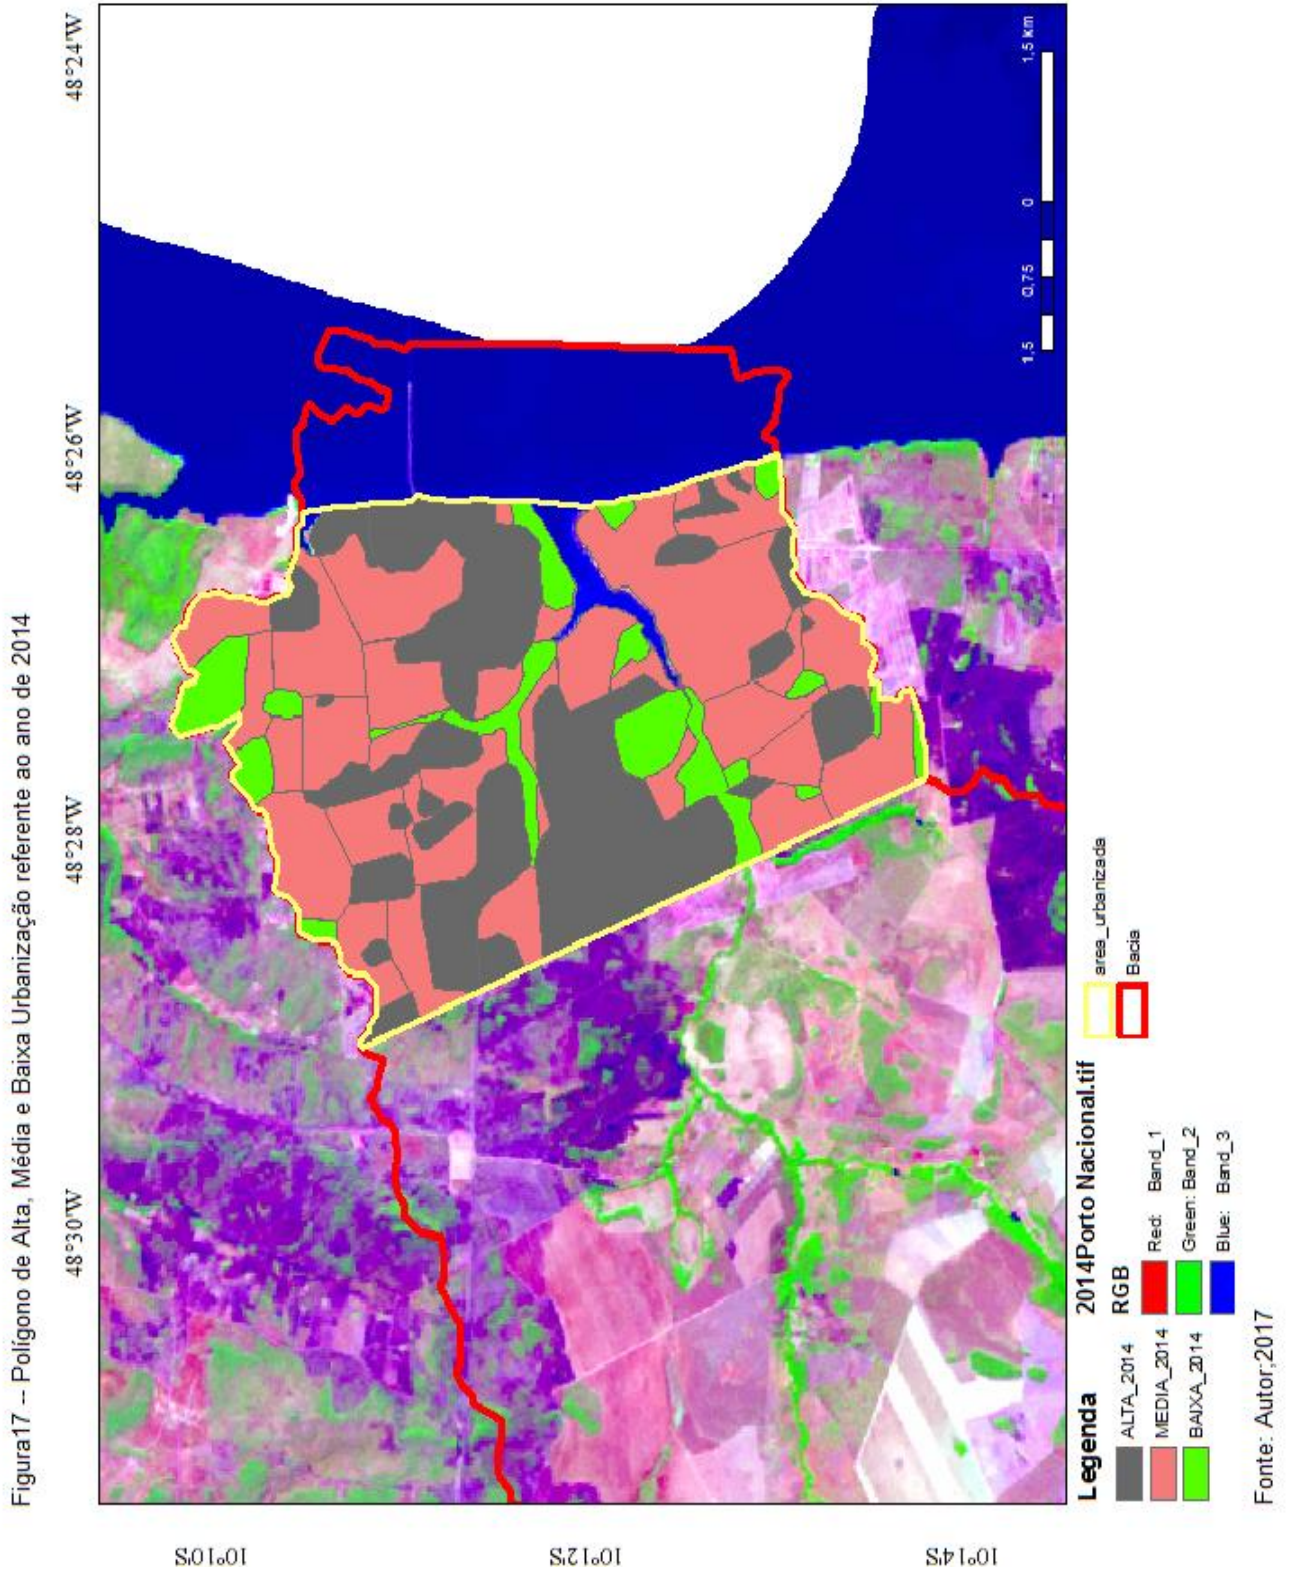 Figura17 – Polígono de Alta, Média e Baixa Urbanização referente ao ano de 2014
48°30'W
48°28'W
48°26'W
48°24'W
10°10'S
10°12'S
10°14'S
1,5 0,75 0 1,5 km
Legenda
ALTA_2014
MEDIA_2014
BAIXA_2014
2014Porto Nacional.tif
RGB
Red: Band_1
Green: Band_2
Blue: Band_3
area_urbanizada
Bacia
Fonte: Autor;2017